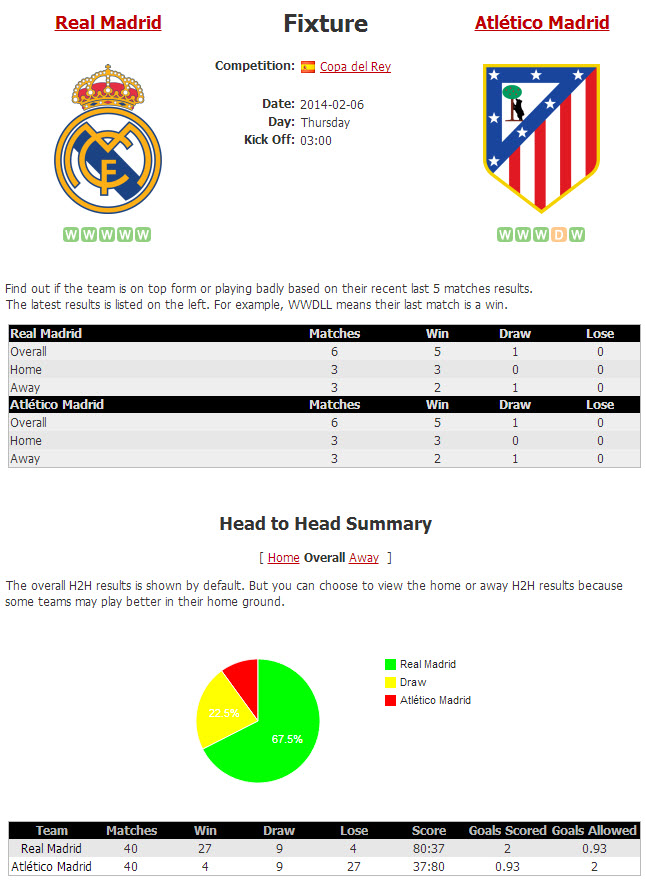 Real Madrid
Fixture
Atlético Madrid
Competition: Copa del Rey
Date: 2014-02-06
Day: Thursday
Kick Off: 03:00
W W W W W
W W W D W
Find out if the team is on top form or playing badly based on their recent last 5 matches results.
The latest results is listed on the left. For example, WWDLL means their last match is a win.
Real Madrid Matches Win Draw Lose
Overall 6 5 1 0
Home 3 3 0 0
Away 3 2 1 0
Atlético Madrid Matches Win Draw Lose
Overall 6 5 1 0
Home 3 3 0 0
Away 3 2 1 0
Head to Head Summary
[ Home Overall Away ]
The overall H2H results is shown by default. But you can choose to view the home or away H2H results because
some teams may play better in their home ground.
Real Madrid
Draw
Atlético Madrid
22.5%
67.5%
Team Matches Win Draw Lose Score Goals Scored Goals Allowed
Real Madrid 40 27 9 4 80:37 2 0.93
Atlético Madrid 40 4 9 27 37:80 0.93 2